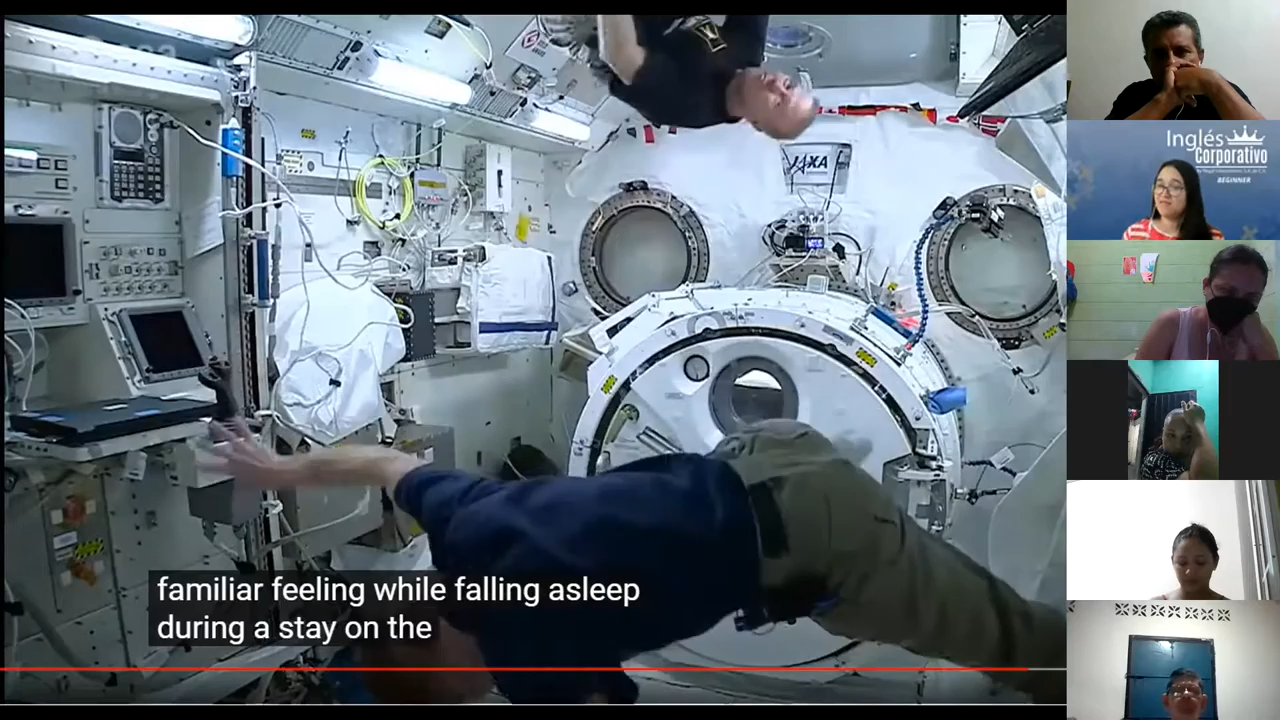 JAXA
Inglés
Corporativo
BEGINNER
familiar feeling while falling asleep
during a stay on the